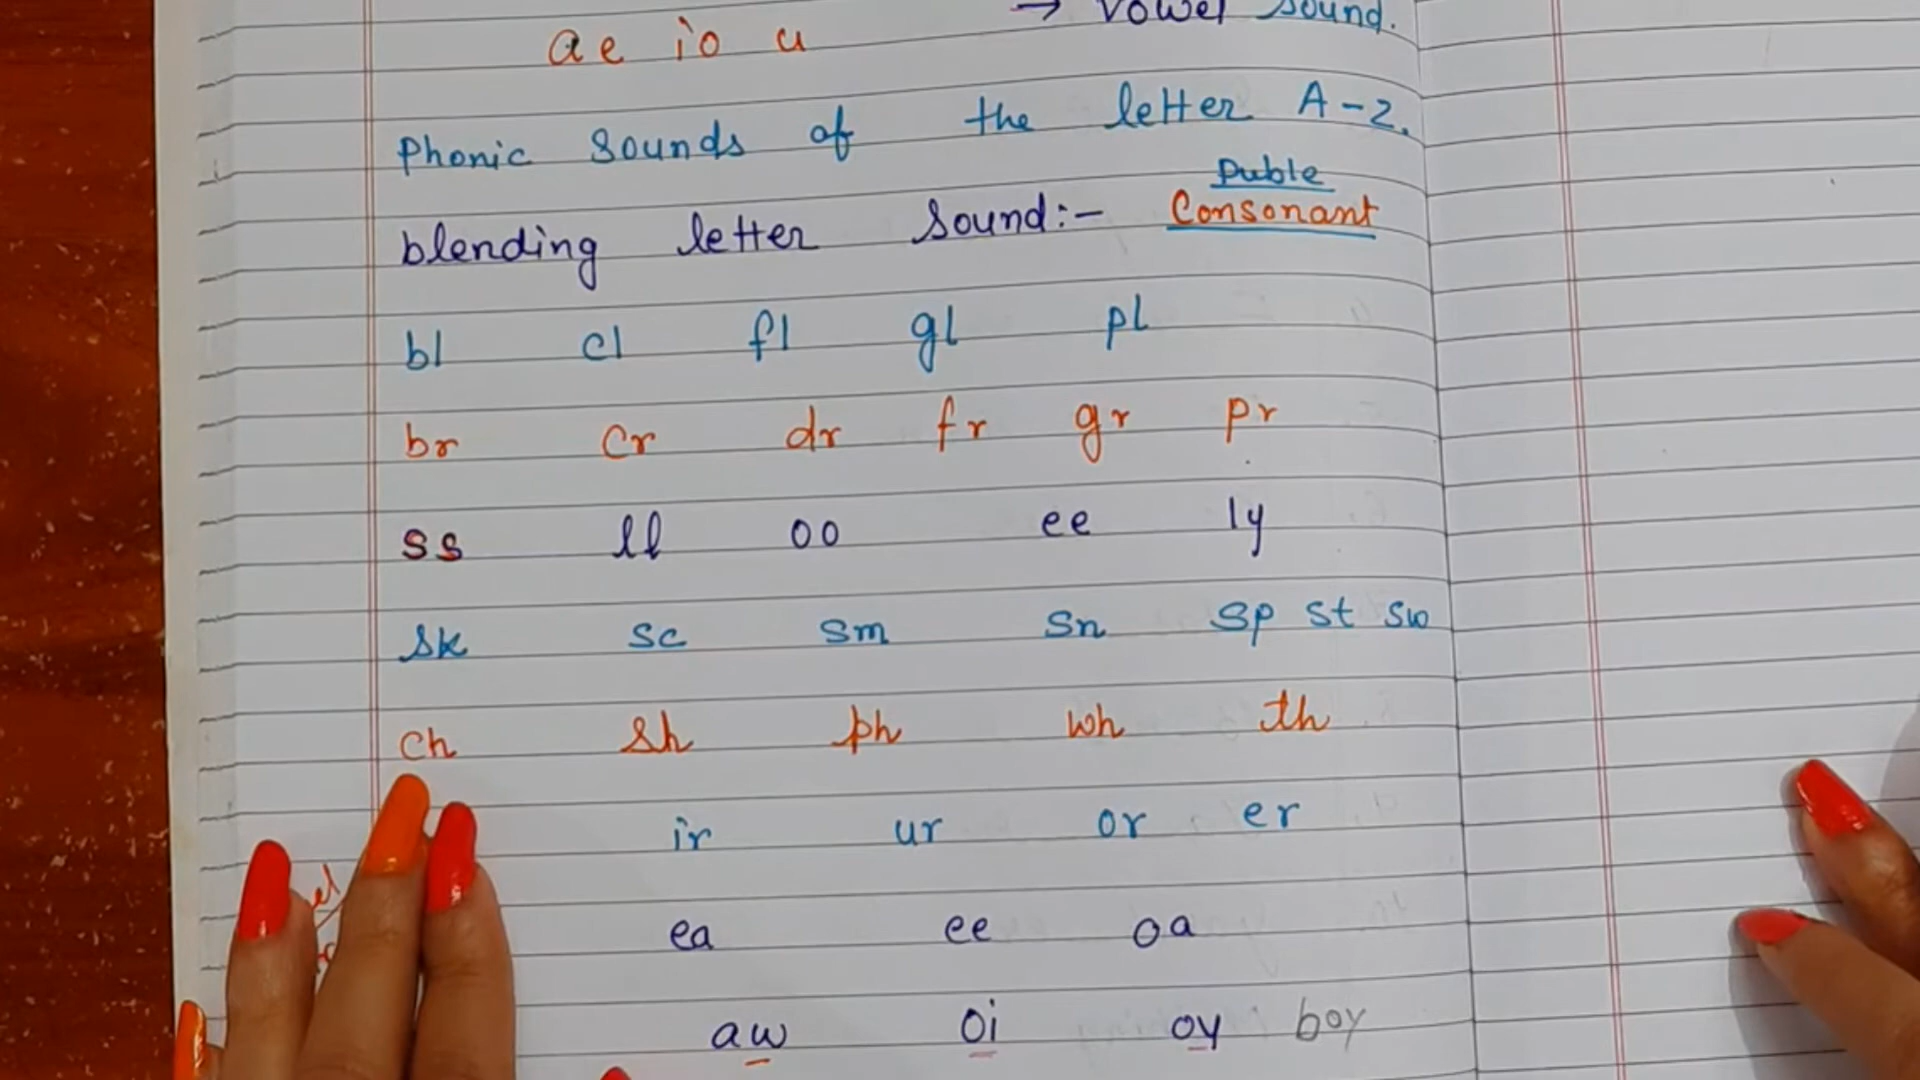 → Vowel Sound.
a e i o u
Phonic Sounds of the letter A-Z.
Duble
blending letter Sound:- Consonant
bl cl fl gl pl
br cr dr fr gr pr
ss ll oo ee ly
sk sc sm sn sp st sw
ch sh ph wh th
ir ur or er
ea ee oa
aw oi oy boy